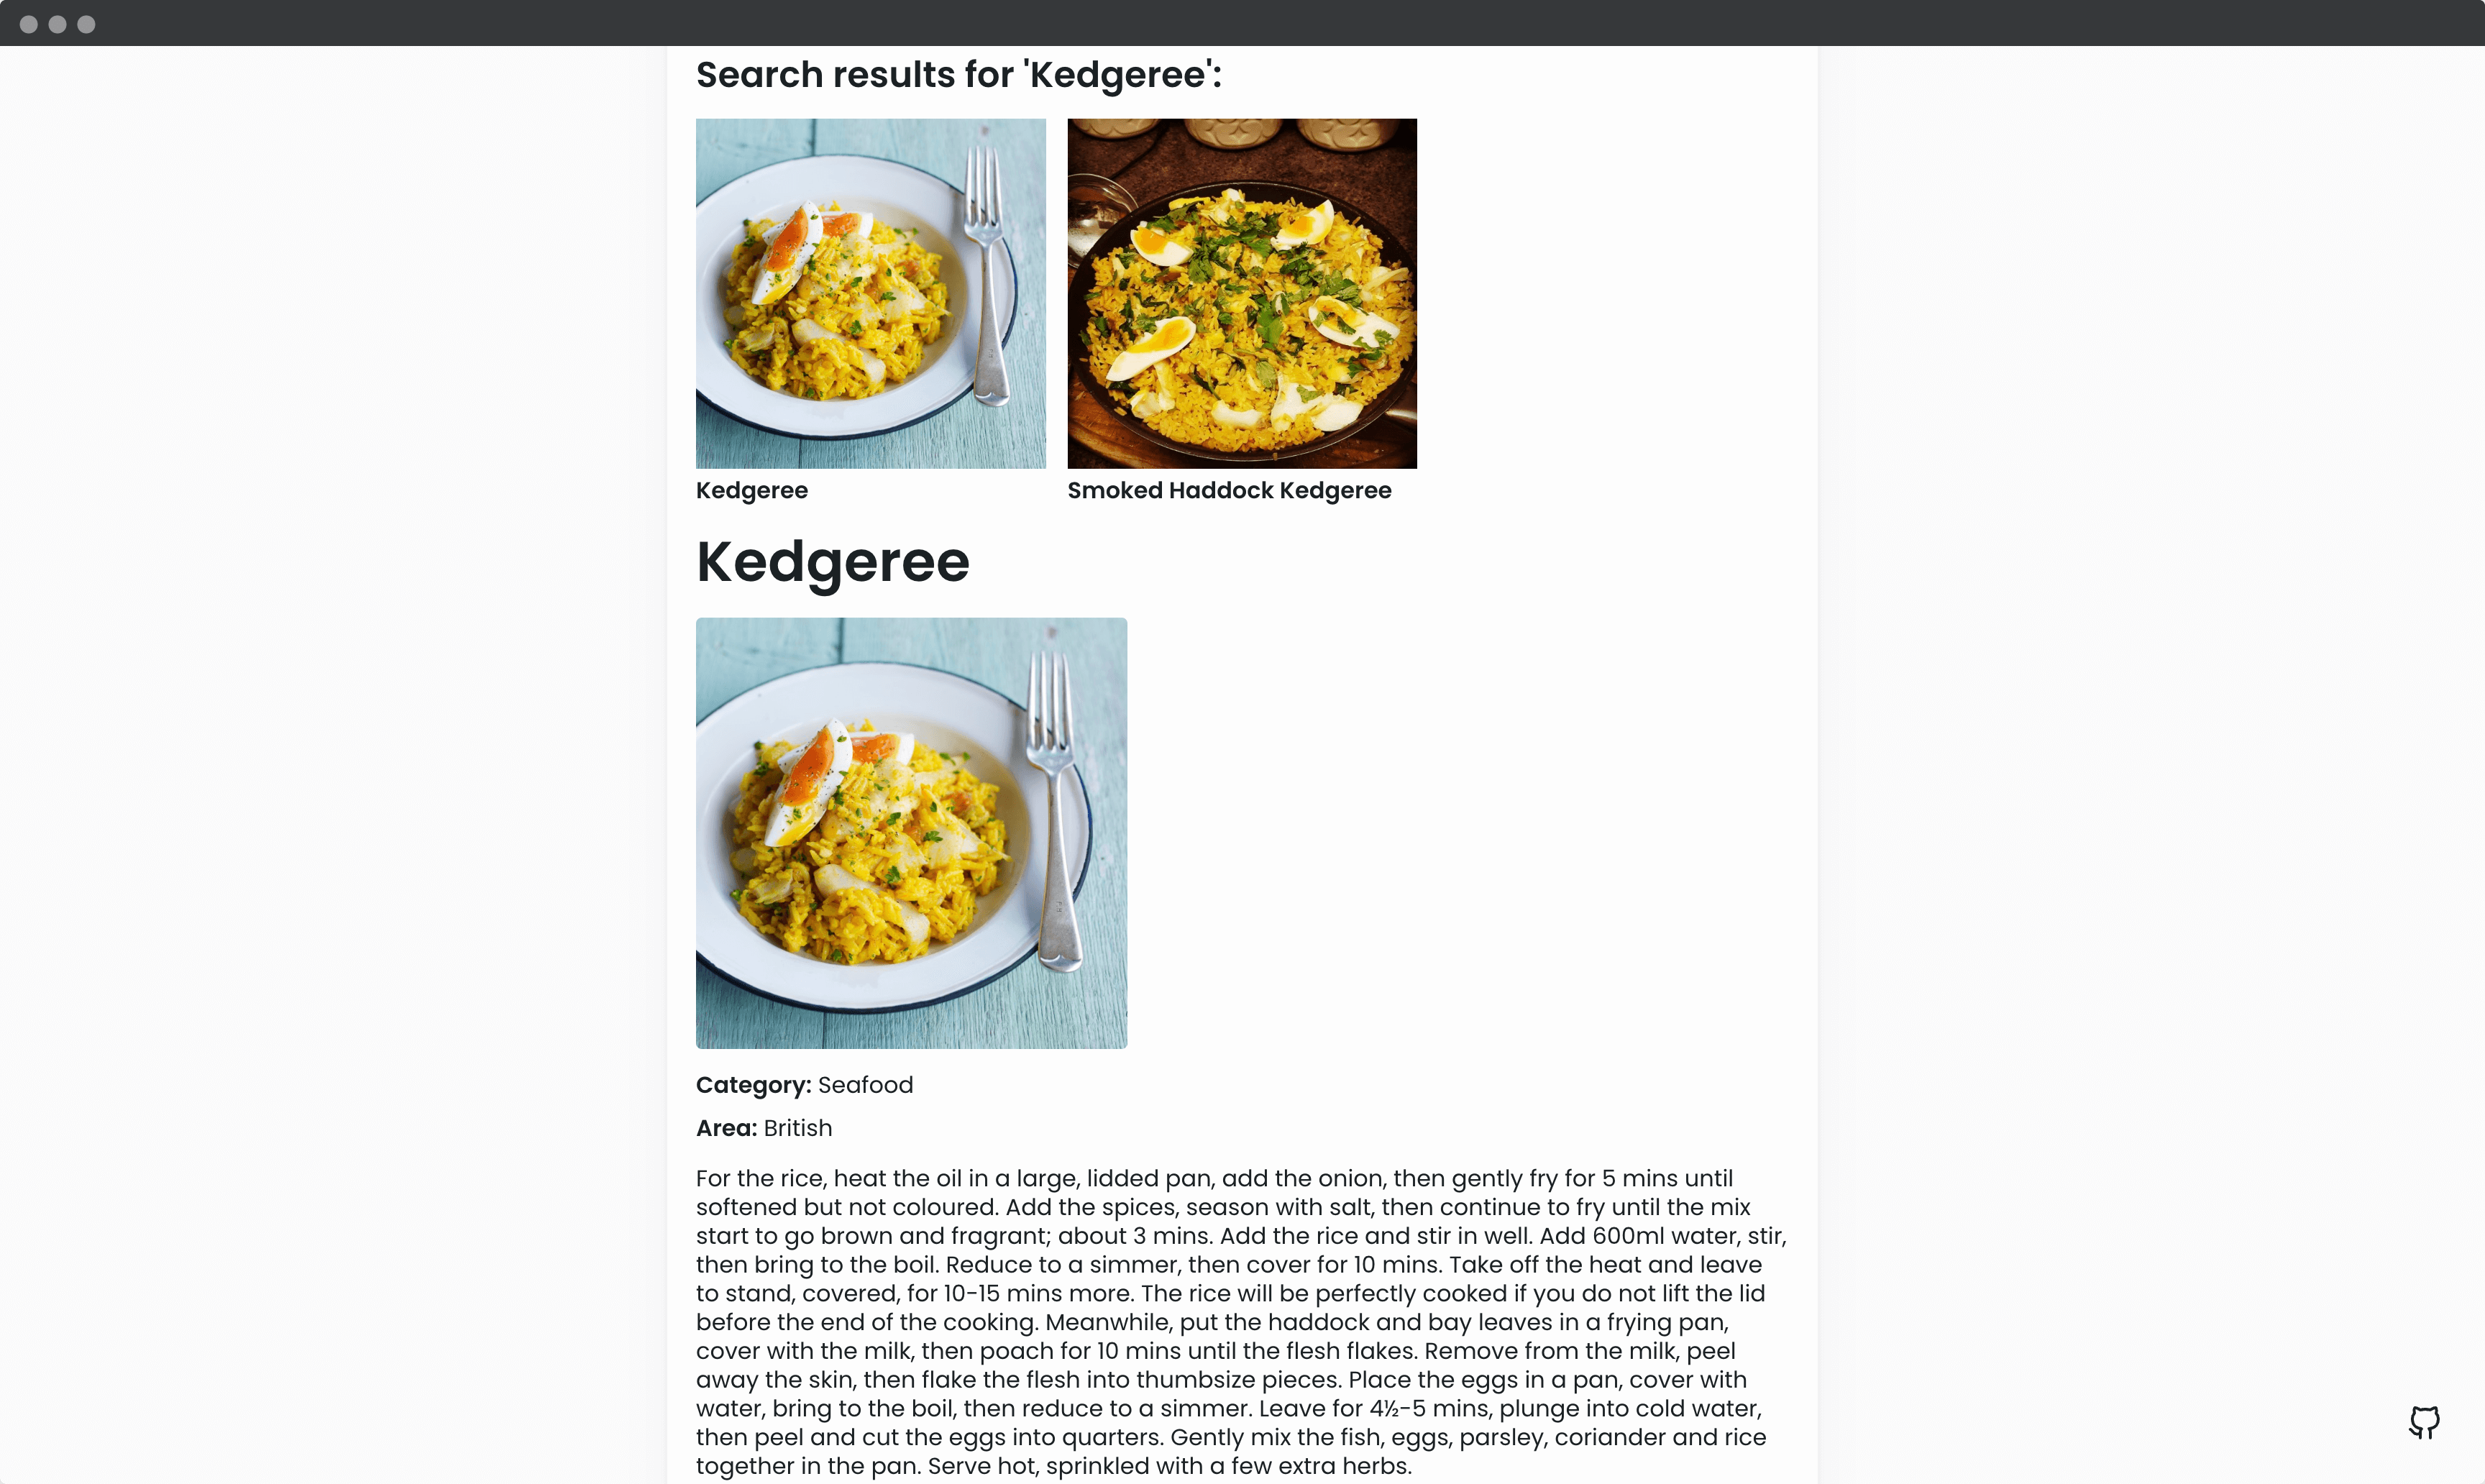 Search results for 'Kedgeree':
Kedgeree
Smoked Haddock Kedgeree
Kedgeree
Category: Seafood
Area: British
For the rice, heat the oil in a large, lidded pan, add the onion, then gently fry for 5 mins until
softened but not coloured. Add the spices, season with salt, then continue to fry until the mix
start to go brown and fragrant; about 3 mins. Add the rice and stir in well. Add 600ml water, stir,
then bring to the boil. Reduce to a simmer, then cover for 10 mins. Take off the heat and leave
to stand, covered, for 10-15 mins more. The rice will be perfectly cooked if you do not lift the lid
before the end of the cooking. Meanwhile, put the haddock and bay leaves in a frying pan,
cover with the milk, then poach for 10 mins until the flesh flakes. Remove from the milk, peel
away the skin, then flake the flesh into thumbsize pieces. Place the eggs in a pan, cover with
water, bring to the boil, then reduce to a simmer. Leave for 4½-5 mins, plunge into cold water,
then peel and cut the eggs into quarters. Gently mix the fish, eggs, parsley, coriander and rice
together in the pan. Serve hot, sprinkled with a few extra herbs.